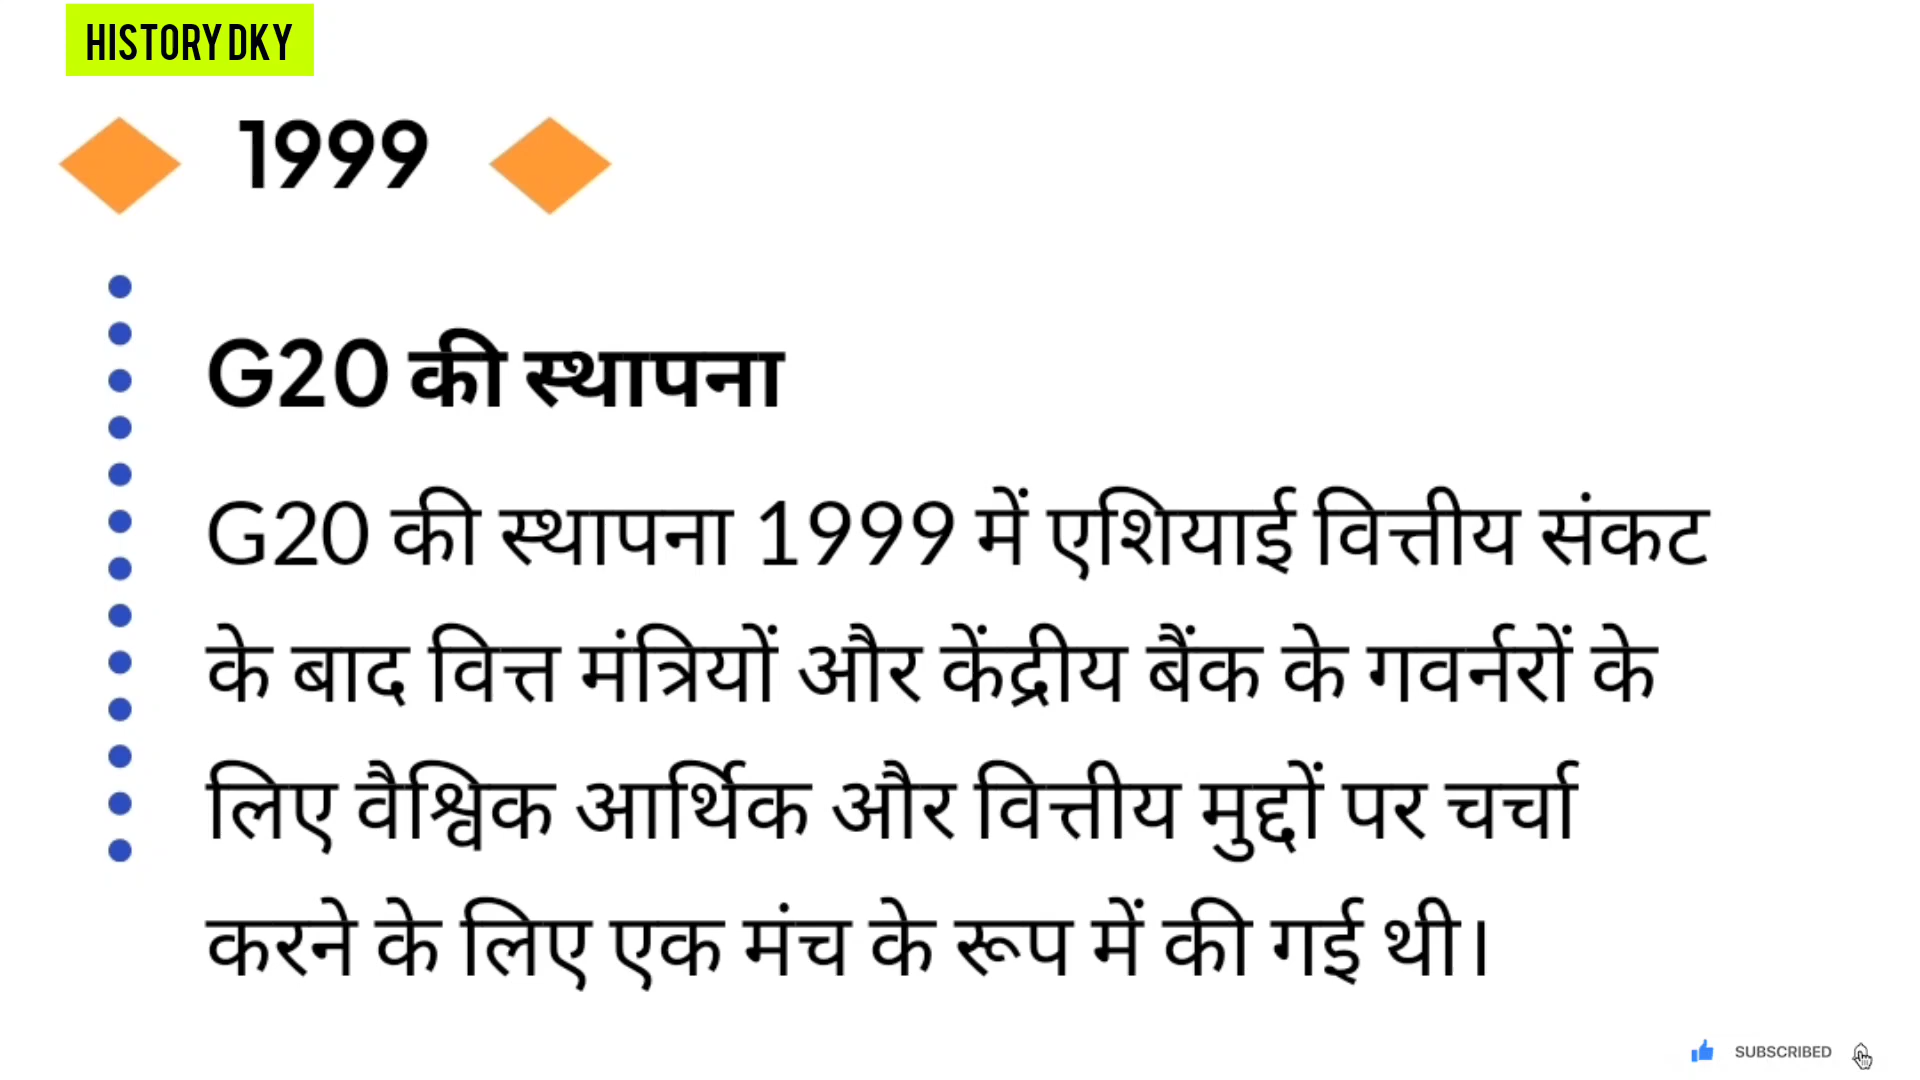 HISTORY DKY
1999
G20 की स्थापना
G20 की स्थापना 1999 में एशियाई वित्तीय संकट
के बाद वित्त मंत्रियों और केंद्रीय बैंक के गवर्नरों के
लिए वैश्विक आर्थिक और वित्तीय मुद्दों पर चर्चा
करने के लिए एक मंच के रूप में की गई थी।
SUBSCRIBED